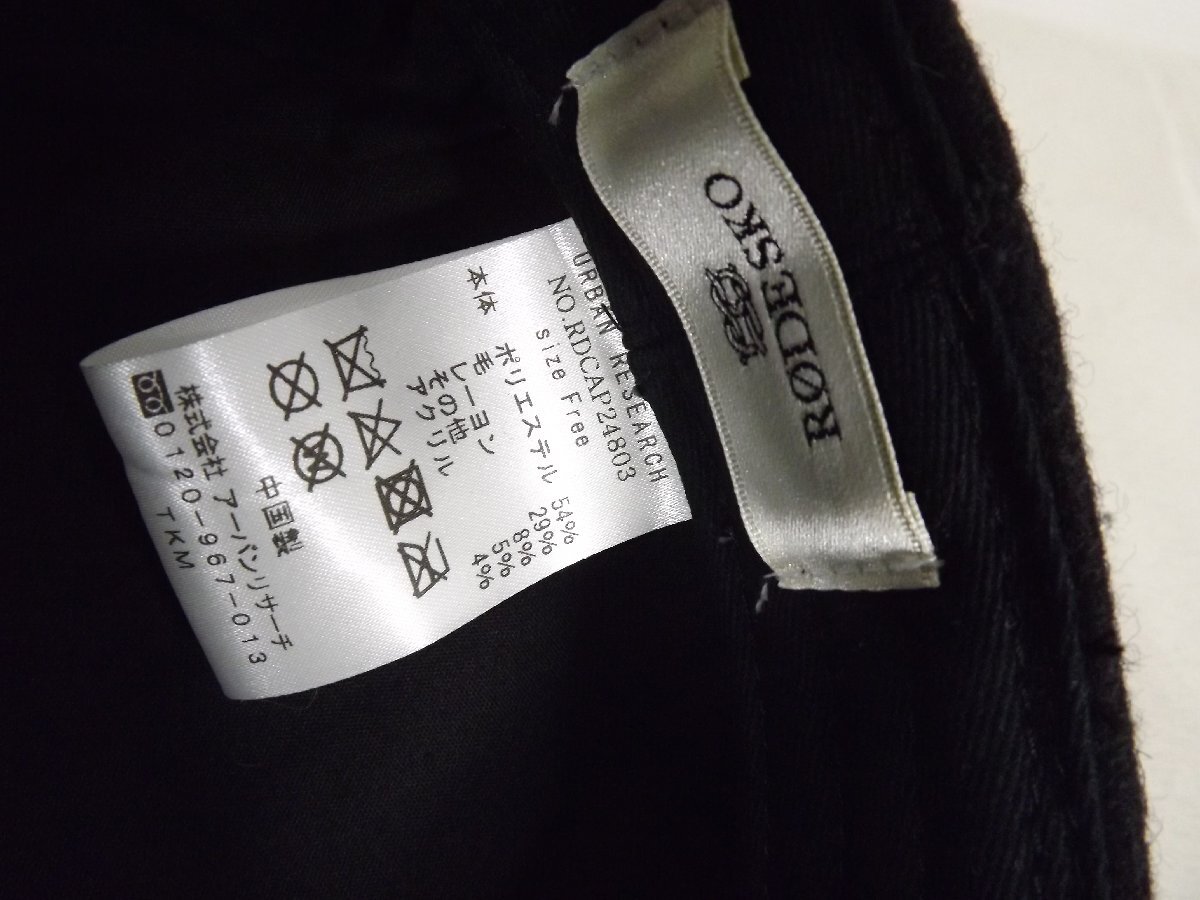 RØDESKO
URBAN RESEARCH
NO.RDCAP24803
size Free
本体 ポリエステル 54%
毛 29%
レーヨン 8%
その他 5%
アクリル 4%
中国製
株式会社 アーバンリサーチ
0120-967-013
TKM